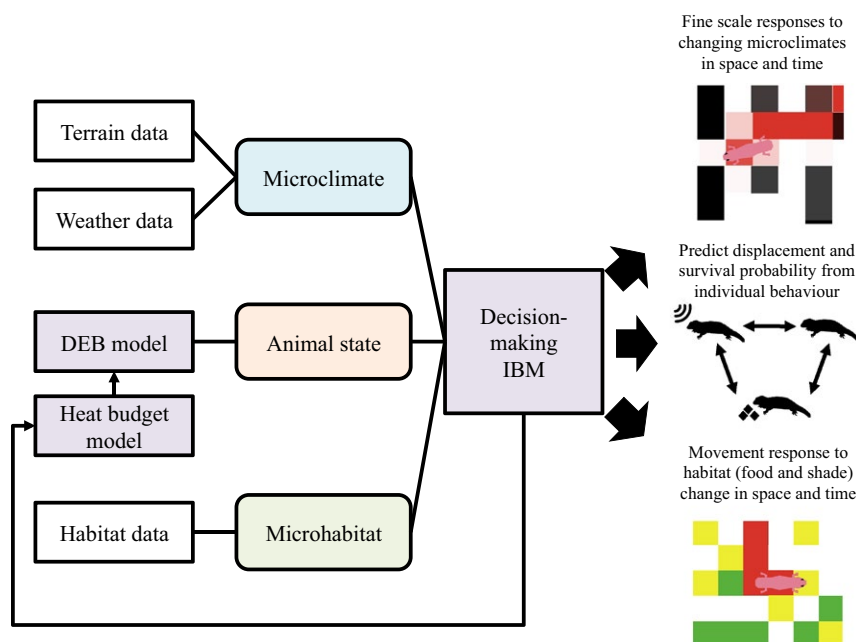 Terrain data
Weather data
Microclimate
DEB model
Heat budget
model
Animal state
Habitat data
Microhabitat
Decision-
making
IBM
Fine scale responses to
changing microclimates
in space and time
Predict displacement and
survival probability from
individual behaviour
Movement response to
habitat (food and shade)
change in space and time